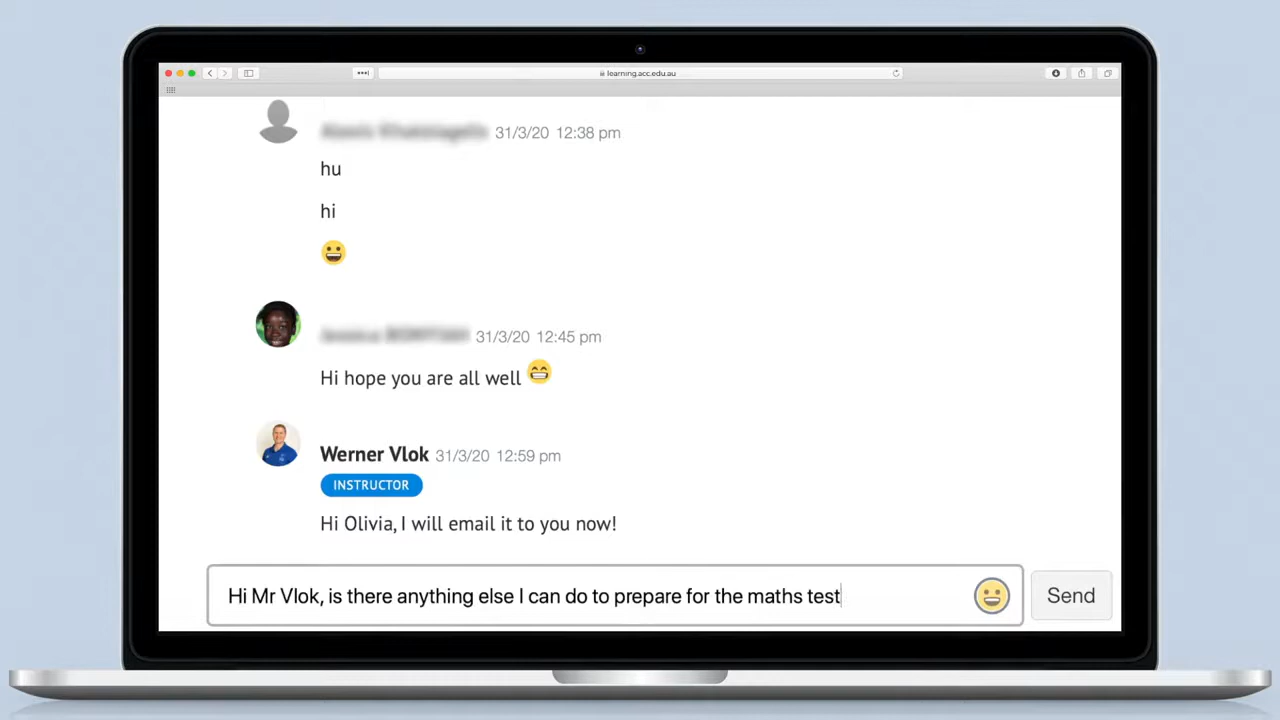 learning.acc.edu.au
31/3/20 12:38 pm
hu
hi
31/3/20 12:45 pm
Hi hope you are all well
Werner Vlok 31/3/20 12:59 pm
INSTRUCTOR
Hi Olivia, I will email it to you now!
Hi Mr Vlok, is there anything else I can do to prepare for the maths test
Send